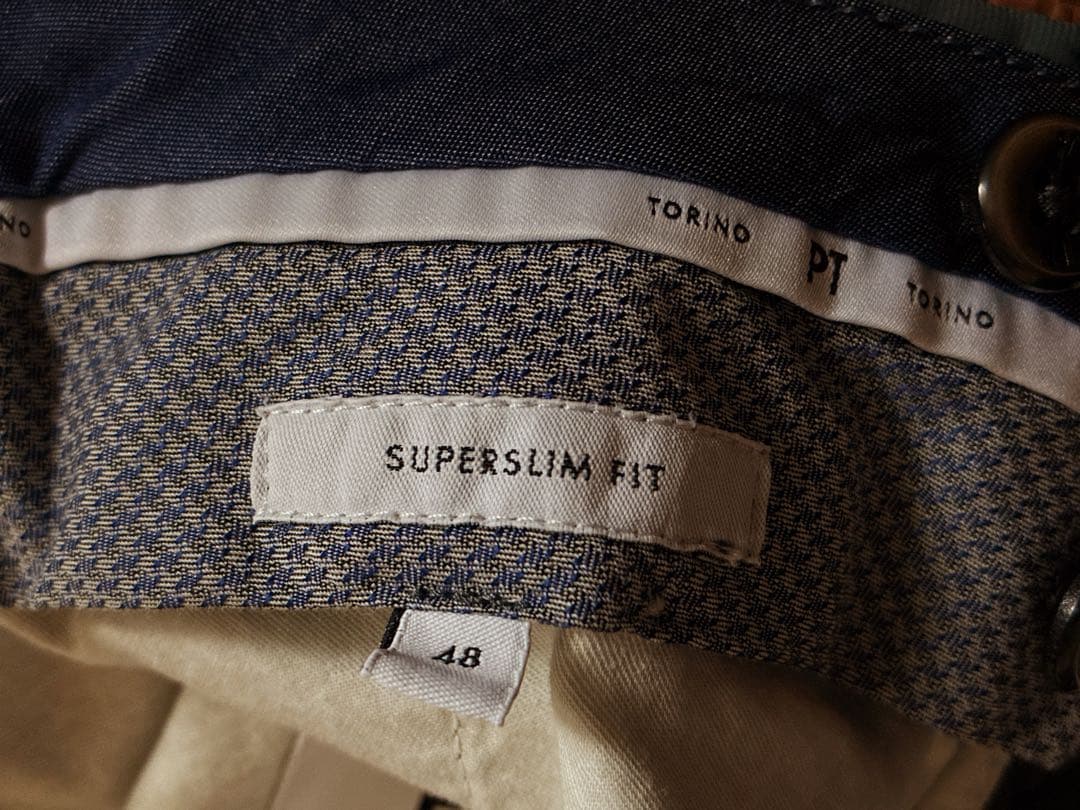 NO
TORINO PT TORINO
SUPERSLIM FIT
48